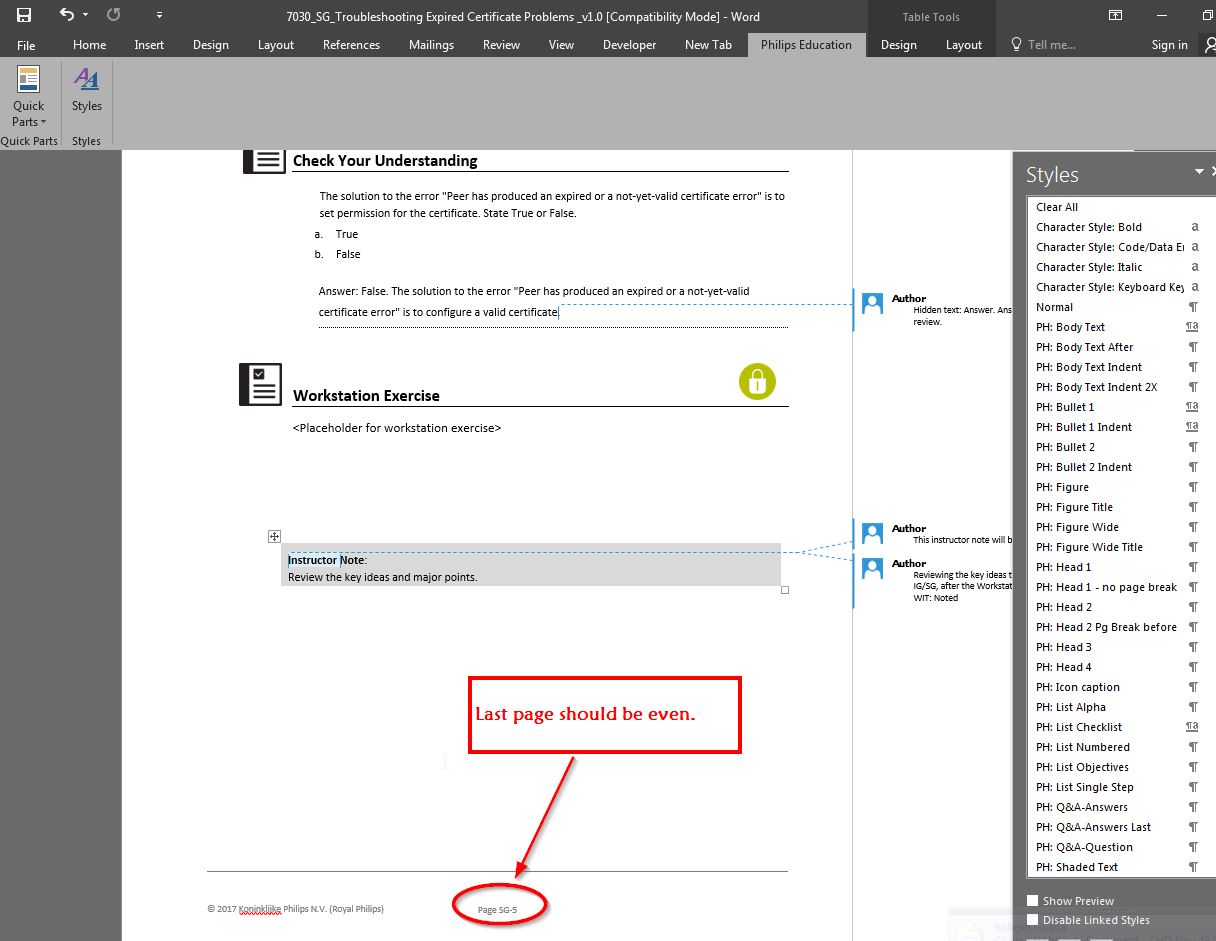 7030_SG_Troubleshooting Expired Certificate Problems _v1.0 [Compatibility Mode] - Word
Table Tools
File Home Insert Design Layout References Mailings Review View Developer New Tab Philips Education Design Layout Tell me... Sign in
Quick Parts
Styles
Quick Parts
Styles
Check Your Understanding
The solution to the error "Peer has produced an expired or a not-yet-valid certificate error" is to
set permission for the certificate. State True or False.
a. True
b. False
Answer: False. The solution to the error "Peer has produced an expired or a not-yet-valid
certificate error" is to configure a valid certificate.
Author
Hidden text: Answer. Ans
review.
Workstation Exercise
<Placeholder for workstation exercise>
Instructor Note:
Review the key ideas and major points.
Author
This instructor note will b
Author
Reviewing the key ideas t
IG/SG, after the Workstat
WIT: Noted
Last page should be even.
© 2017 Koninklijke Philips N.V. (Royal Philips)
Page SG-5
Styles
Clear All
Character Style: Bold a
Character Style: Code/Data Er a
Character Style: Italic a
Character Style: Keyboard Key a
Normal ¶
PH: Body Text ¶a
PH: Body Text After ¶
PH: Body Text Indent ¶
PH: Body Text Indent 2X ¶
PH: Bullet 1 ¶a
PH: Bullet 1 Indent ¶a
PH: Bullet 2 ¶
PH: Bullet 2 Indent ¶
PH: Figure ¶
PH: Figure Title ¶
PH: Figure Wide ¶
PH: Figure Wide Title ¶
PH: Head 1 ¶
PH: Head 1 - no page break ¶
PH: Head 2 ¶
PH: Head 2 Pg Break before ¶
PH: Head 3 ¶
PH: Head 4 ¶
PH: Icon caption ¶
PH: List Alpha ¶
PH: List Checklist ¶a
PH: List Numbered ¶
PH: List Objectives ¶
PH: List Single Step ¶
PH: Q&A-Answers ¶
PH: Q&A-Answers Last ¶
PH: Q&A-Question ¶
PH: Shaded Text ¶
Show Preview
Disable Linked Styles